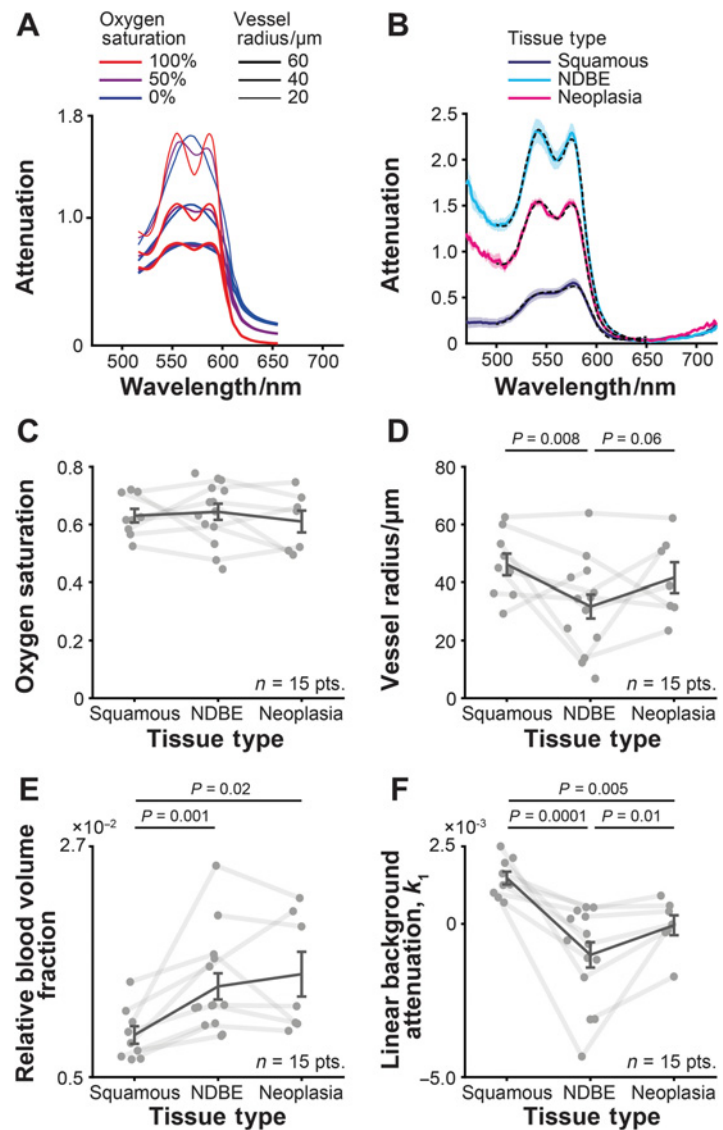 A
Oxygen saturation
100%
50%
0%
Vessel radius/μm
60
40
20
1.8
1.0
0
Attenuation
500 550 600 650 700
Wavelength/nm
B
Tissue type
Squamous
NDBE
Neoplasia
2.5
2.0
1.5
1.0
0.5
0
Attenuation
500 550 600 650 700
Wavelength/nm
C
0.8
0.6
0.4
0.2
0
Oxygen saturation
n = 15 pts.
Squamous NDBE Neoplasia
Tissue type
D
P = 0.008 P = 0.06
80
60
40
20
0
Vessel radius/μm
n = 15 pts.
Squamous NDBE Neoplasia
Tissue type
E
P = 0.02
×10⁻² P = 0.001
2.7
0.5
Relative blood volume fraction
n = 15 pts.
Squamous NDBE Neoplasia
Tissue type
F
P = 0.005
×10⁻³ P = 0.0001 P = 0.01
2.5
0
−5.0
Linear background attenuation, k₁
n = 15 pts.
Squamous NDBE Neoplasia
Tissue type